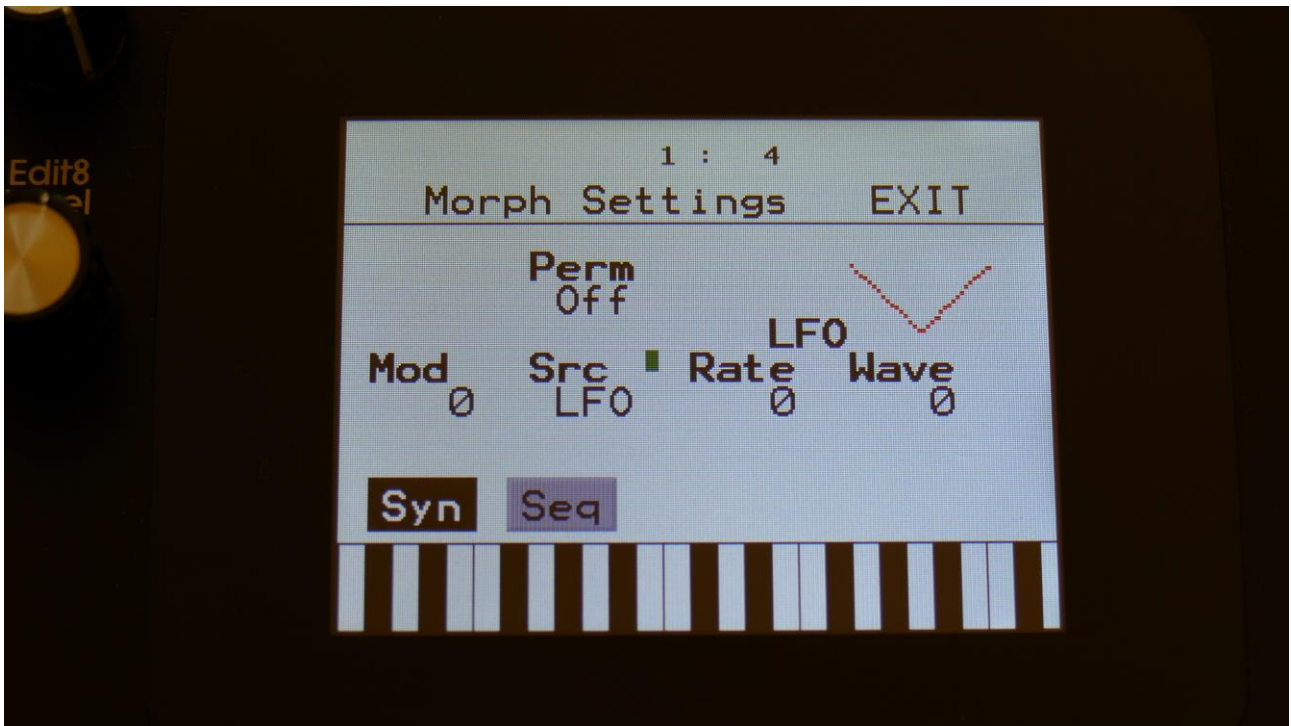 1 : 4
Edit8
Morph Settings EXIT
Perm
Off
LFO
Mod Src Rate Wave
0 LFO 0 0
Syn Seq